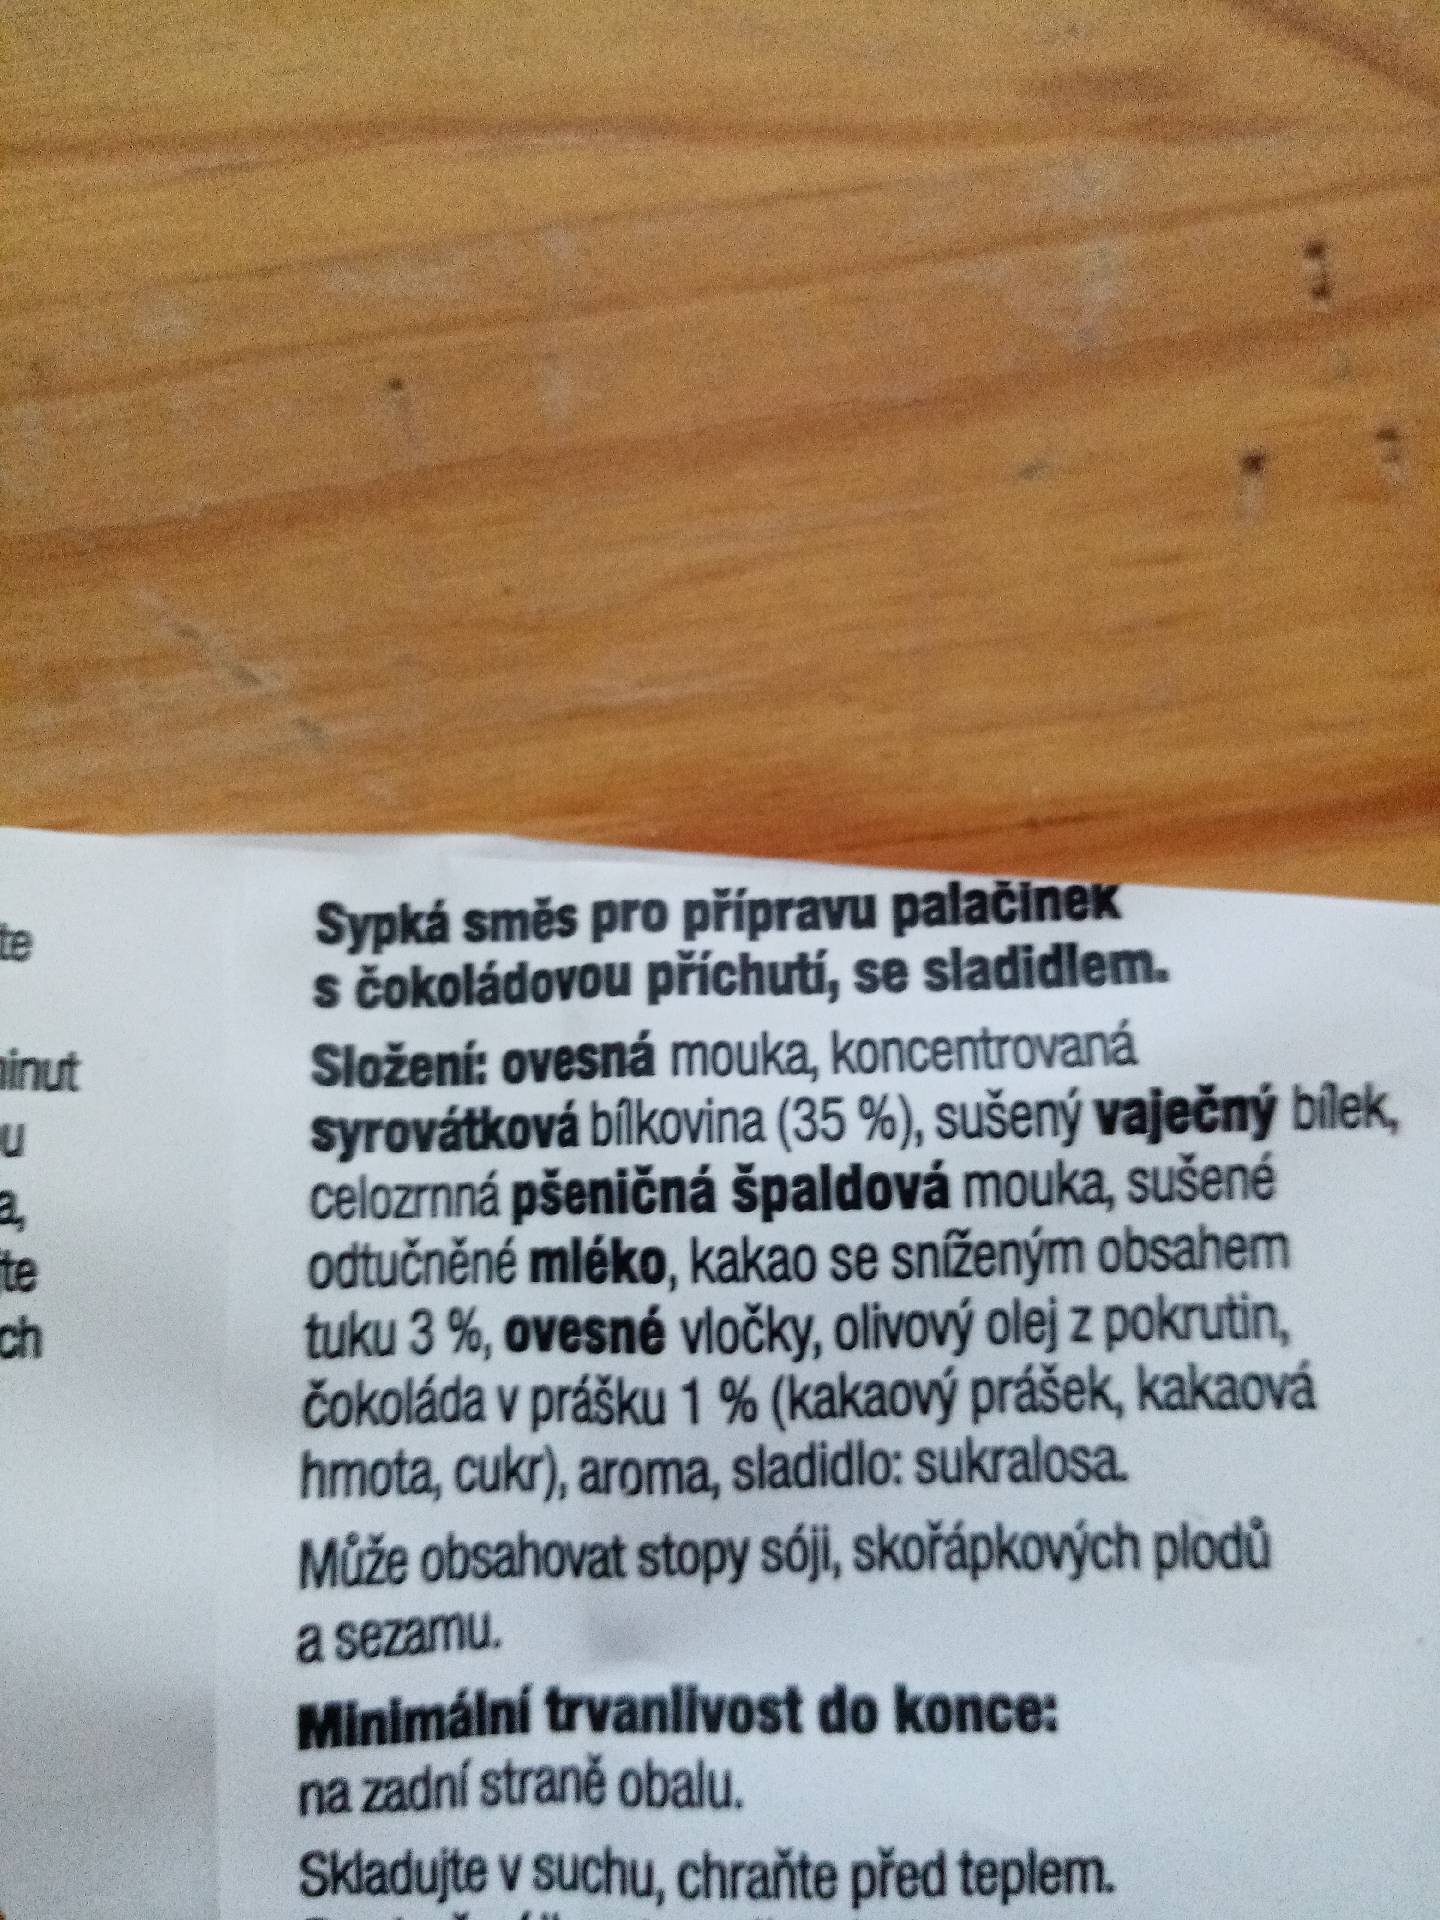 Sypká směs pro přípravu palačinek
s čokoládovou příchutí, se sladidlem.
Složení: ovesná mouka, koncentrovaná
syrovátková bílkovina (35 %), sušený vaječný bílek,
celozrnná pšeničná špaldová mouka, sušené
odtučněné mléko, kakao se sníženým obsahem
tuku 3 %, ovesné vločky, olivový olej z pokrutin,
čokoláda v prášku 1 % (kakaový prášek, kakaová
hmota, cukr), aroma, sladidlo: sukralosa.
Může obsahovat stopy sóji, skořápkových plodů
a sezamu.
Minimální trvanlivost do konce:
na zadní straně obalu.
Skladujte v suchu, chraňte před teplem.